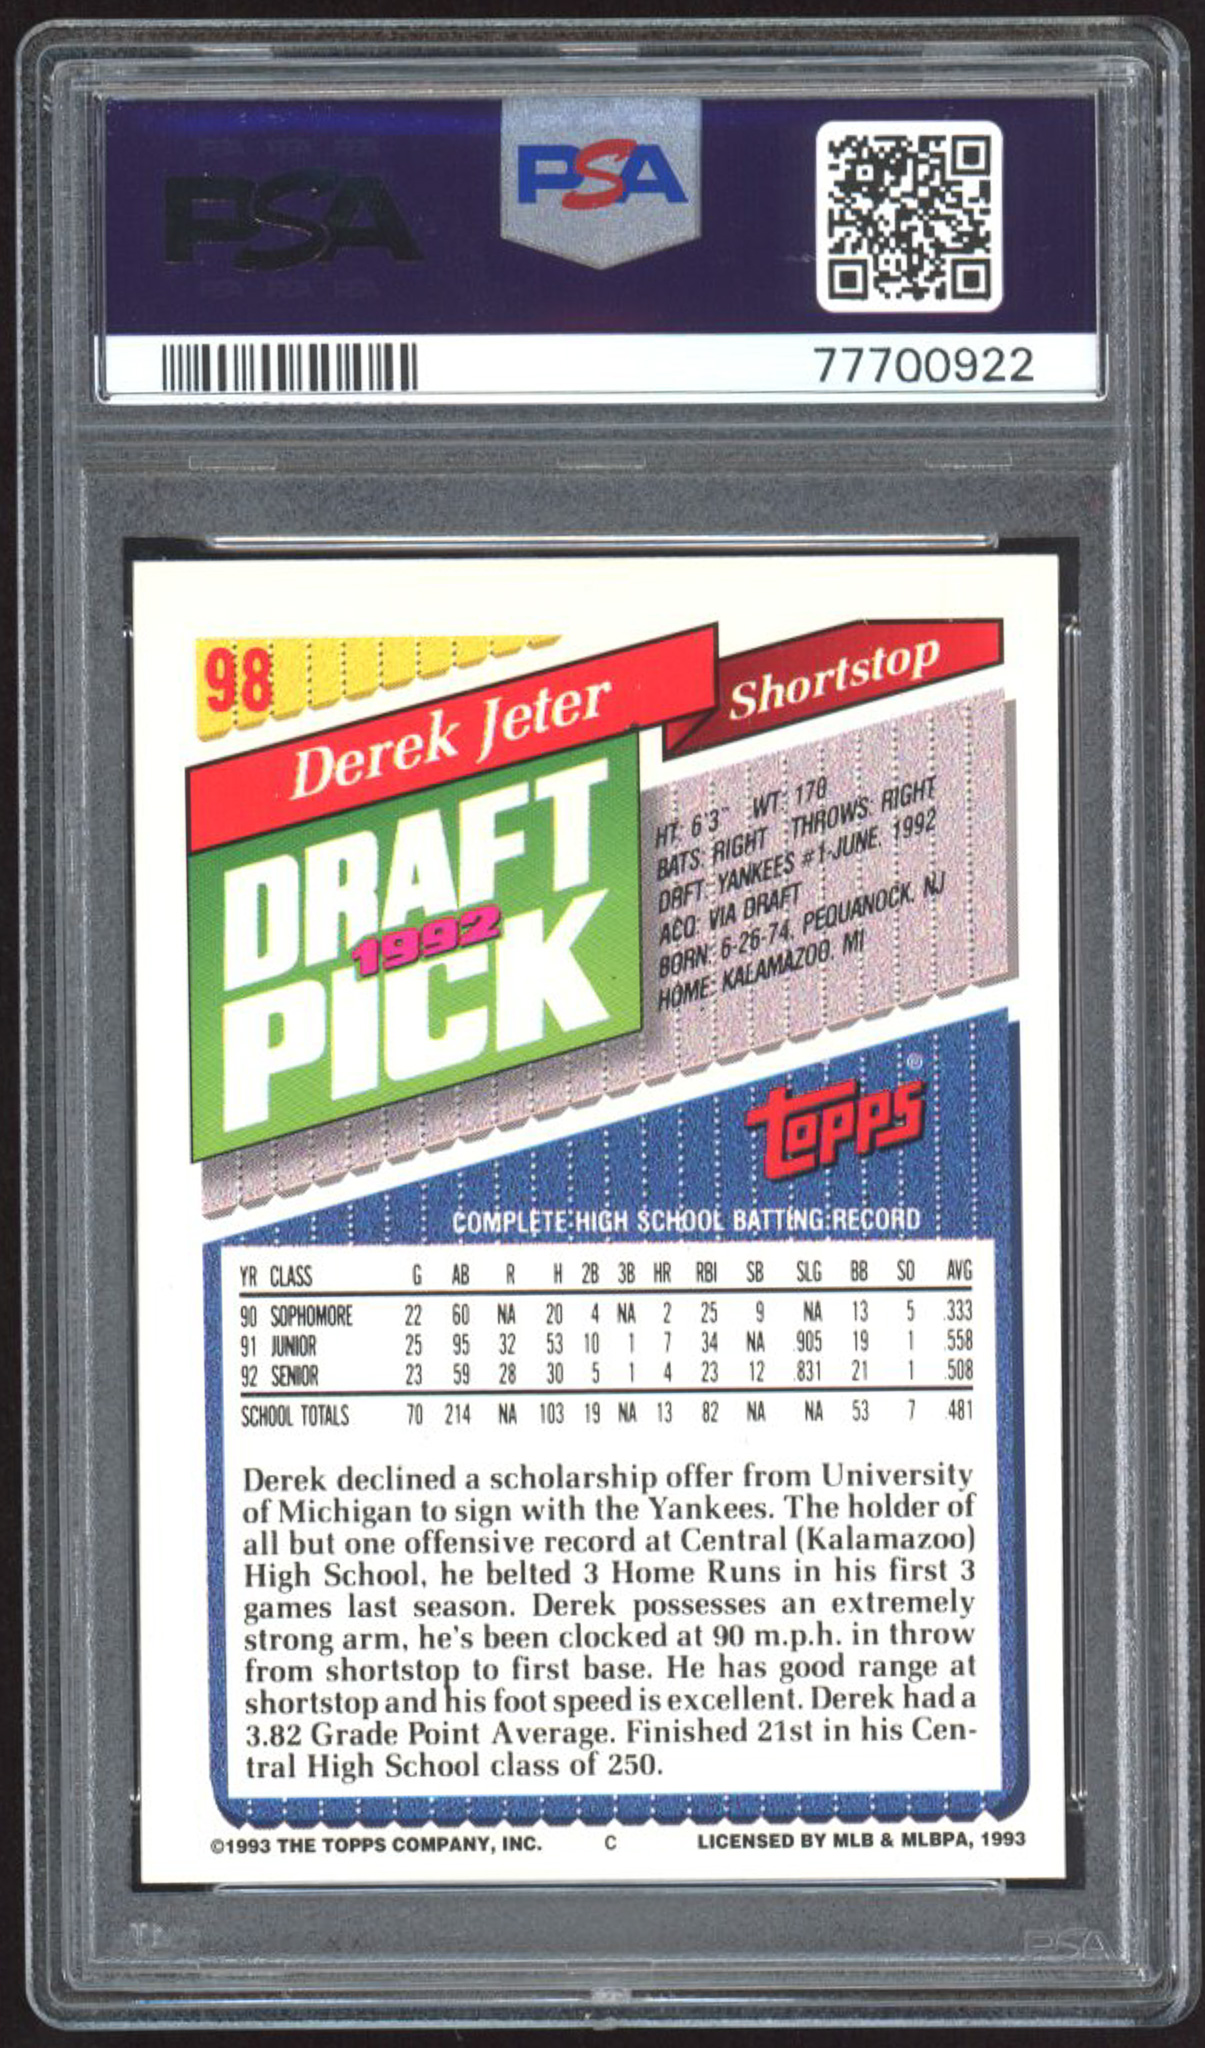 PSA
PSA
77700922
98
Derek Jeter
Shortstop
DRAFT
1992
PICK
HT: 6'3" WT: 178
BATS: RIGHT THROWS: RIGHT
DRFT: YANKEES #1-JUNE, 1992
ACQ: VIA DRAFT
BORN: 6-26-74, PEQUANOCK, NJ
HOME: KALAMAZOO, MI
topps®
COMPLETE HIGH SCHOOL BATTING RECORD
YR CLASS G AB R H 2B 3B HR RBI SB SLG BB SO AVG
90 SOPHOMORE 22 60 NA 20 4 NA 2 25 9 NA 13 5 .333
91 JUNIOR 25 95 32 53 10 1 7 34 NA .905 19 1 .558
92 SENIOR 23 59 28 30 5 1 4 23 12 .831 21 1 .508
SCHOOL TOTALS 70 214 NA 103 19 NA 13 82 NA NA 53 7 .481
Derek declined a scholarship offer from University
of Michigan to sign with the Yankees. The holder of
all but one offensive record at Central (Kalamazoo)
High School, he belted 3 Home Runs in his first 3
games last season. Derek possesses an extremely
strong arm, he's been clocked at 90 m.p.h. in throw
from shortstop to first base. He has good range at
shortstop and his foot speed is excellent. Derek had a
3.82 Grade Point Average. Finished 21st in his Cen-
tral High School class of 250.
©1993 THE TOPPS COMPANY, INC. C LICENSED BY MLB & MLBPA, 1993
PSA